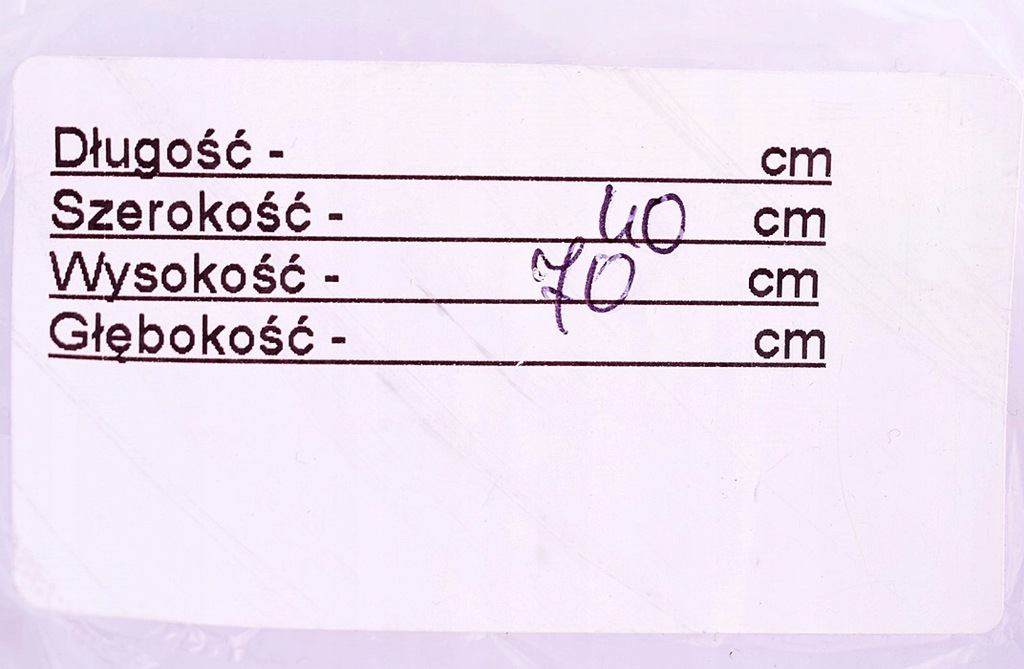 Długość - cm
Szerokość - 40 cm
Wysokość - 70 cm
Głębokość - cm